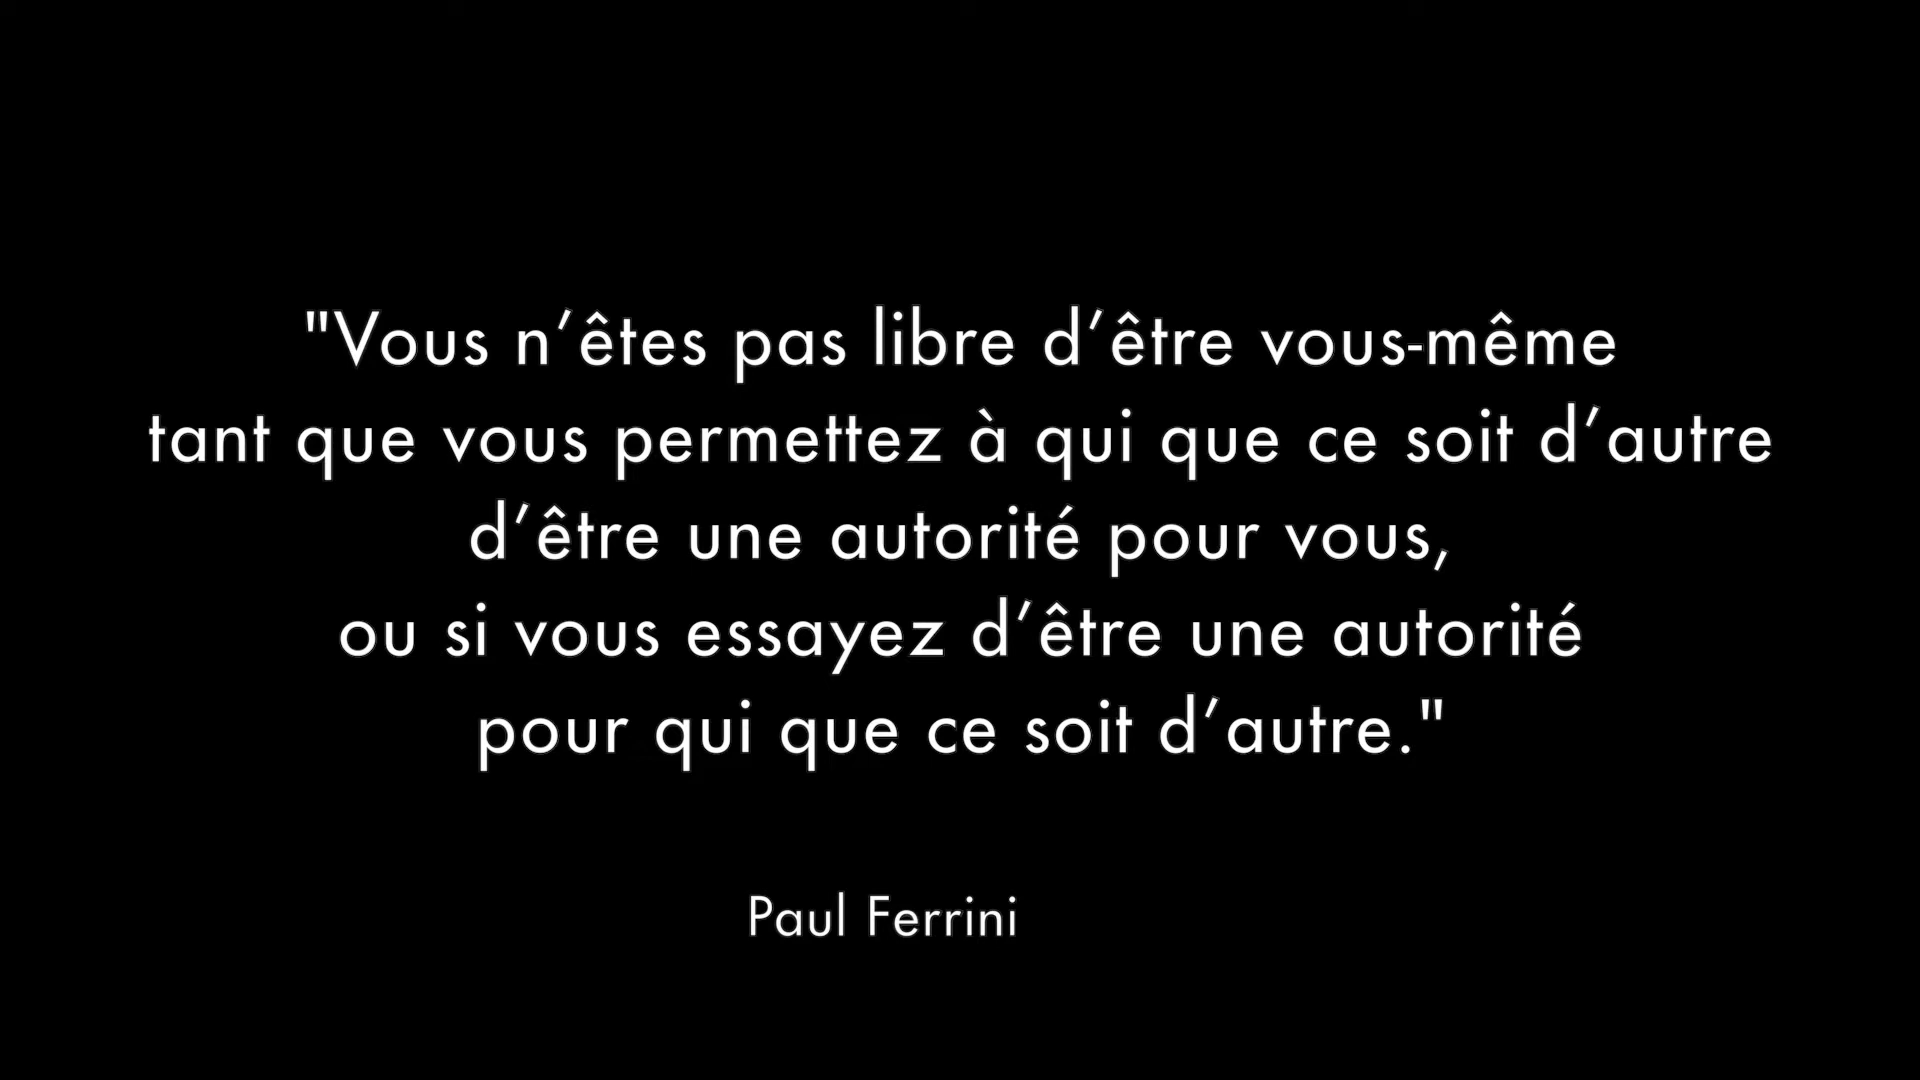 "Vous n’êtes pas libre d’être vous-même
tant que vous permettez à qui que ce soit d’autre
d’être une autorité pour vous,
ou si vous essayez d’être une autorité
pour qui que ce soit d’autre."
Paul Ferrini